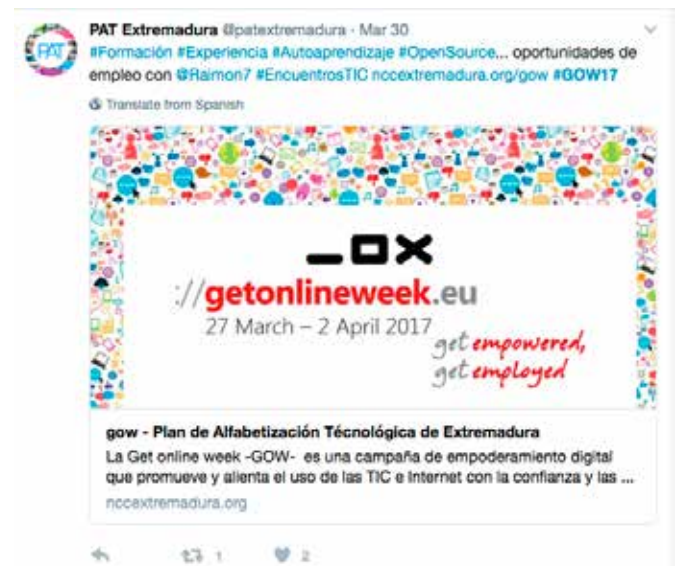 PAT Extremadura @patextremadura · Mar 30
PAT
#Formación #Experiencia #Autoaprendizaje #OpenSource... oportunidades de
empleo con @Raimon7 #EncuentrosTIC nccextremadura.org/gow #GOW17
Translate from Spanish
://getonlineweek.eu
27 March – 2 April 2017
get empowered,
get employed
gow - Plan de Alfabetización Técnológica de Extremadura
La Get online week -GOW- es una campaña de empoderamiento digital
que promueve y alienta el uso de las TIC e Internet con la confianza y las ...
nccextremadura.org
1 2